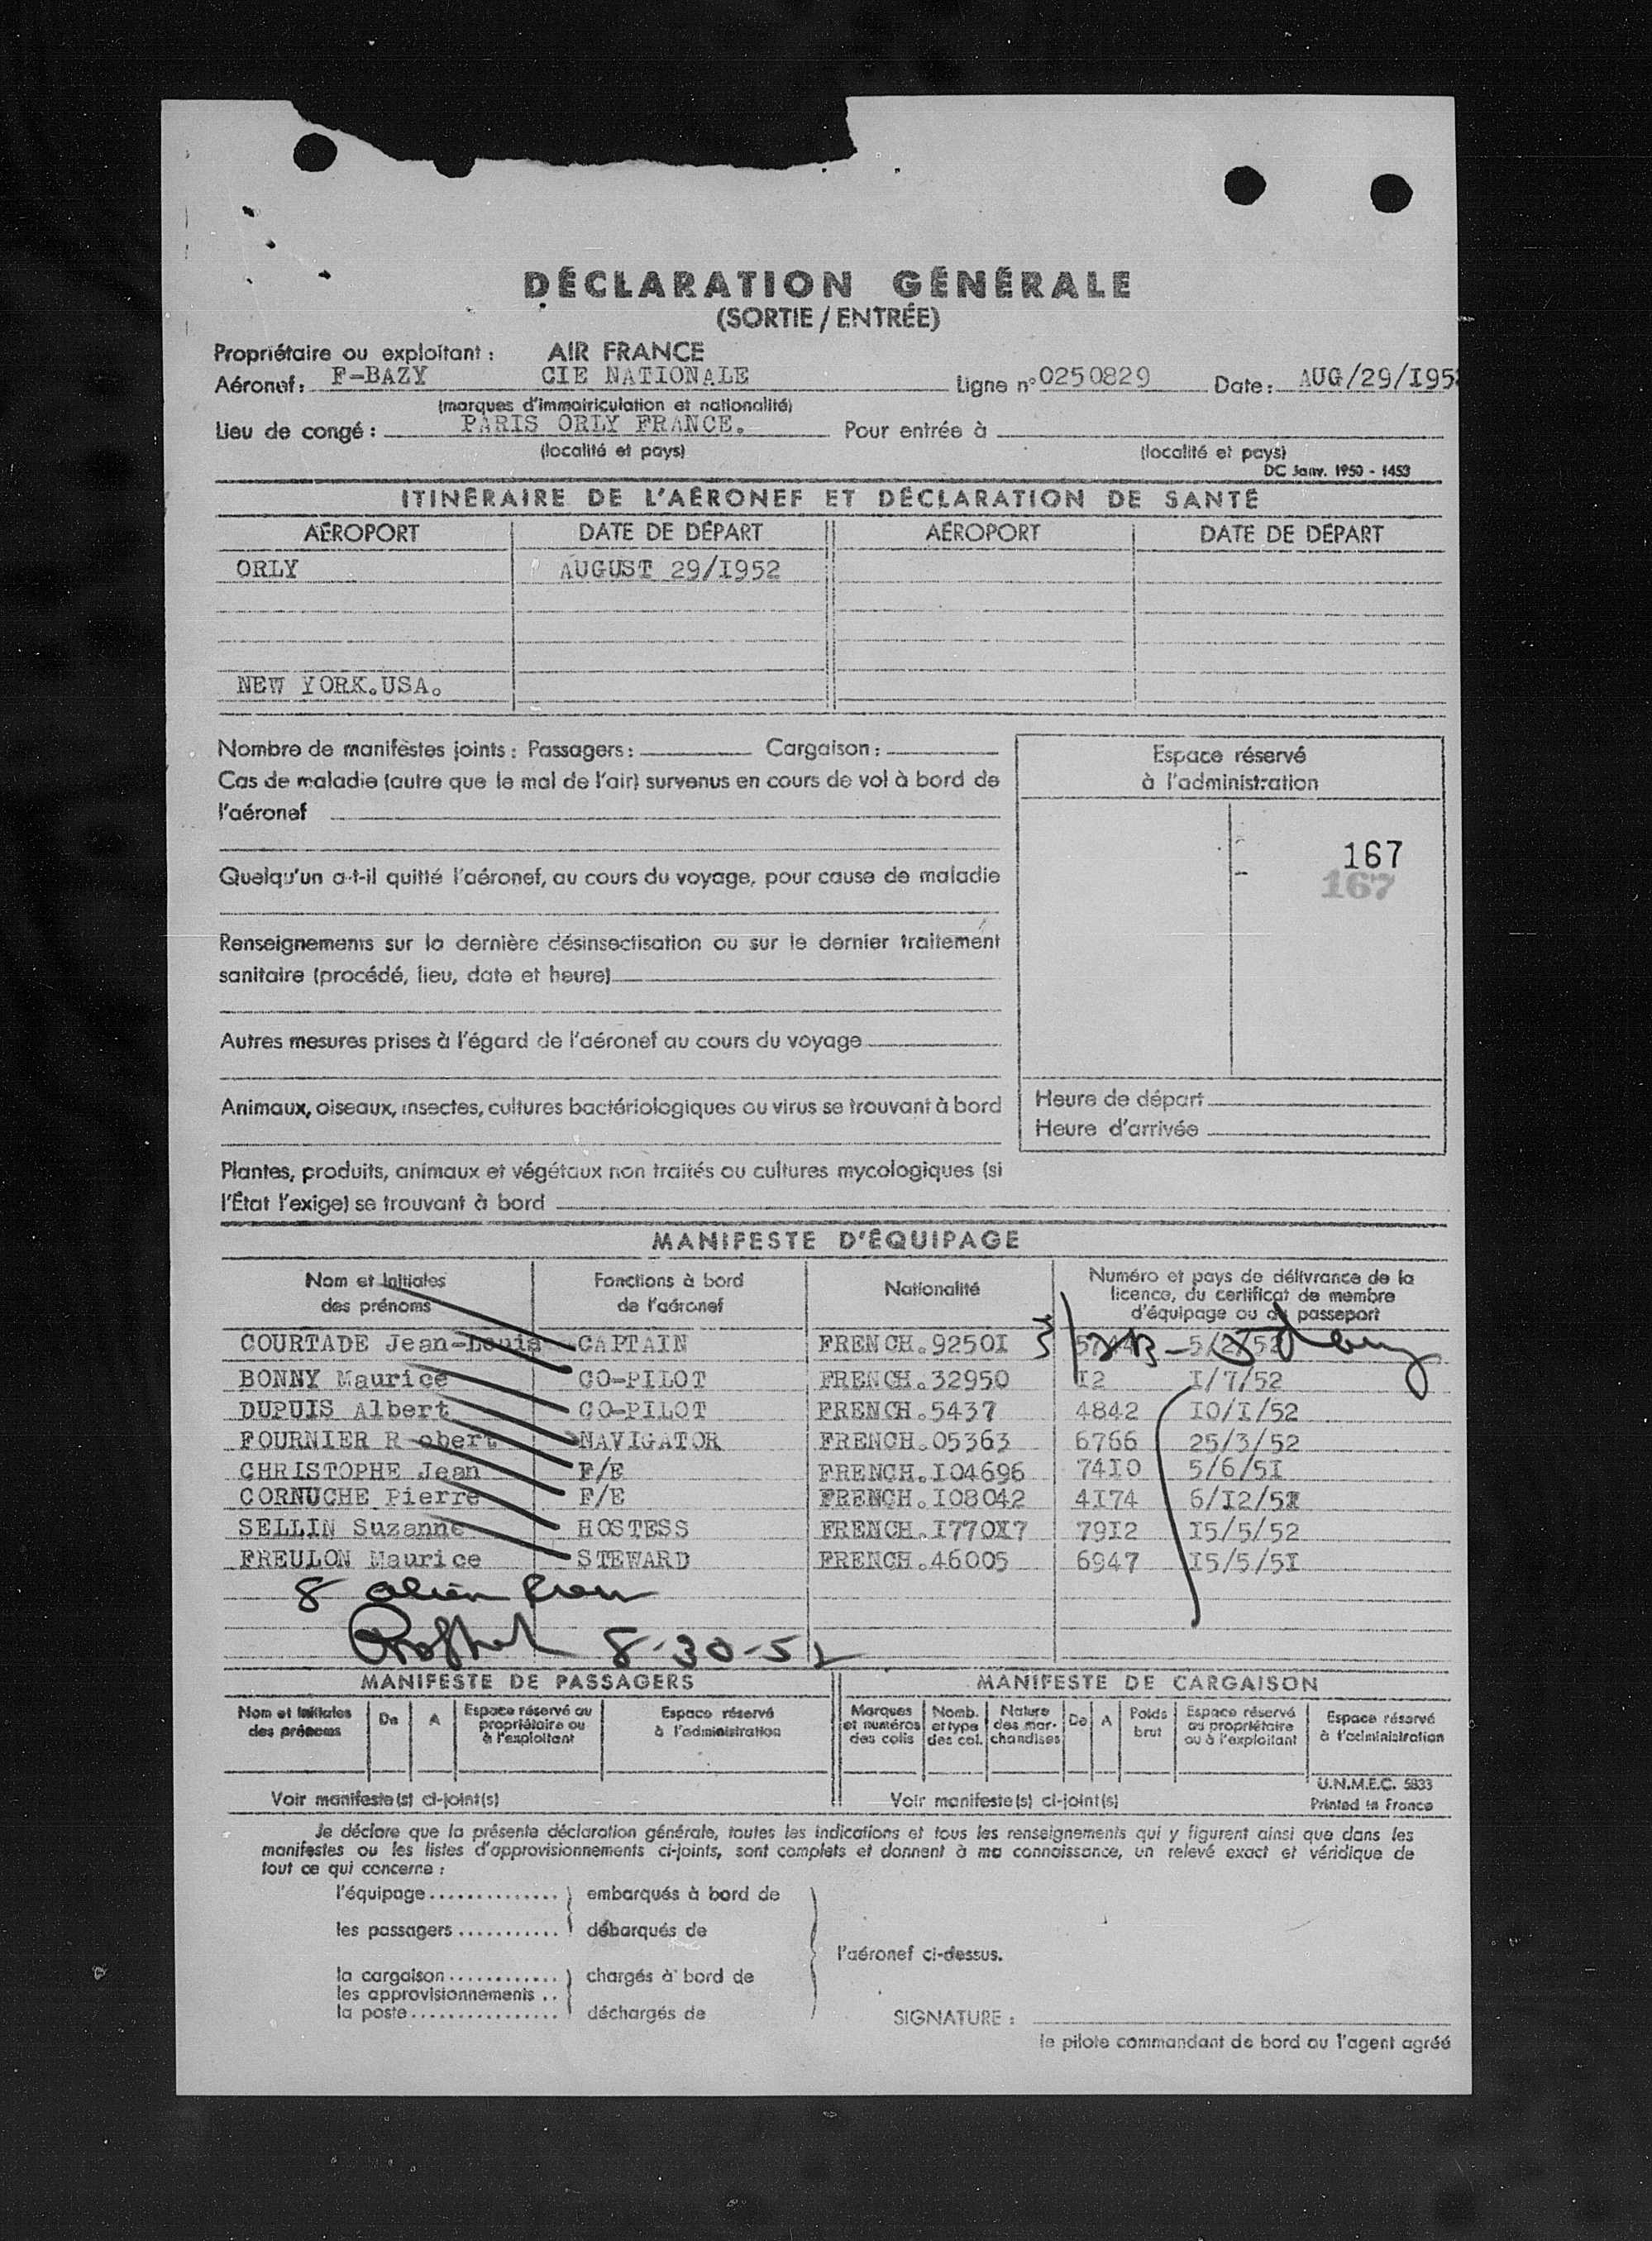 DÉCLARATION GÉNÉRALE
(SORTIE / ENTRÉE)
Propriétaire ou exploitant : AIR FRANCE
Aéronef : F-BAZY CIE NATIONALE Ligne n° 0250829 Date : AUG/29/I95
(marques d'immatriculation et nationalité)
Lieu de congé : PARIS ORLY FRANCE. Pour entrée à
(localité et pays) (localité et pays)
DC Janv. 1950 - 1453
ITINÉRAIRE DE L'AÉRONEF ET DÉCLARATION DE SANTÉ
AÉROPORT DATE DE DÉPART AÉROPORT DATE DE DÉPART
ORLY AUGUST 29/I952
NEW YORK.USA.
Nombre de manifestes joints : Passagers : Cargaison :
Espace réservé
à l'administration
Cas de maladie (autre que le mal de l'air) survenus en cours de vol à bord de
l'aéronef
167
167
Quelqu'un a-t-il quitté l'aéronef, au cours du voyage, pour cause de maladie
Renseignements sur la dernière désinsectisation ou sur le dernier traitement
sanitaire (procédé, lieu, date et heure)
Autres mesures prises à l'égard de l'aéronef au cours du voyage
Animaux, oiseaux, insectes, cultures bactériologiques ou virus se trouvant à bord
Heure de départ
Heure d'arrivée
Plantes, produits, animaux et végétaux non traités ou cultures mycologiques (si
l'État l'exige) se trouvant à bord
MANIFESTE D'ÉQUIPAGE
Nom et Initiales des prénoms Fonctions à bord de l'aéronef Nationalité Numéro et pays de délivrance de la licence, du certificat de membre d'équipage ou du passeport
COURTADE Jean-Louis CAPTAIN FRENCH.9250I
BONNY Maurice CO-PILOT FRENCH.32950 I2 I/7/52
DUPUIS Albert CO-PILOT FRENCH.5437 4842 IO/I/52
FOURNIER R obert NAVIGATOR FRENCH.05363 6766 25/3/52
CHRISTOPHE Jean F/E FRENCH.I04696 74I0 5/6/5I
CORNUCHE Pierre F/E FRENCH.I08042 4I74 6/I2/5I
SELLIN Suzanne HOSTESS FRENCH.I770I7 79I2 I5/5/52
FREULON Maurice STEWARD FRENCH.46005 6947 I5/5/5I
8 alien crew
8-30-52
MANIFESTE DE PASSAGERS MANIFESTE DE CARGAISON
Nom et Initiales des prénoms De A Espace réservé au propriétaire ou à l'exploitant Espace réservé à l'administration Marques et numéros des colis Nomb. et type des col. Nature des mar- chandises De A Poids brut Espace réservé au propriétaire ou à l'exploitant Espace réservé à l'administration
U.N.M.E.C. 5833
Voir manifeste(s) ci-joint(s) Voir manifeste(s) ci-joint(s) Printed in France
Je déclare que la présente déclaration générale, toutes les indications et tous les renseignements qui y figurent ainsi que dans les
manifestes ou les listes d'approvisionnements ci-joints, sont complets et donnent à ma connaissance, un relevé exact et véridique de
tout ce qui concerne :
l'équipage............... embarqués à bord de
les passagers ........... débarqués de
l'aéronef ci-dessus.
la cargaison............. chargés à bord de
les approvisionnements ..
la poste................. déchargés de
SIGNATURE :
le pilote commandant de bord ou l'agent agréé